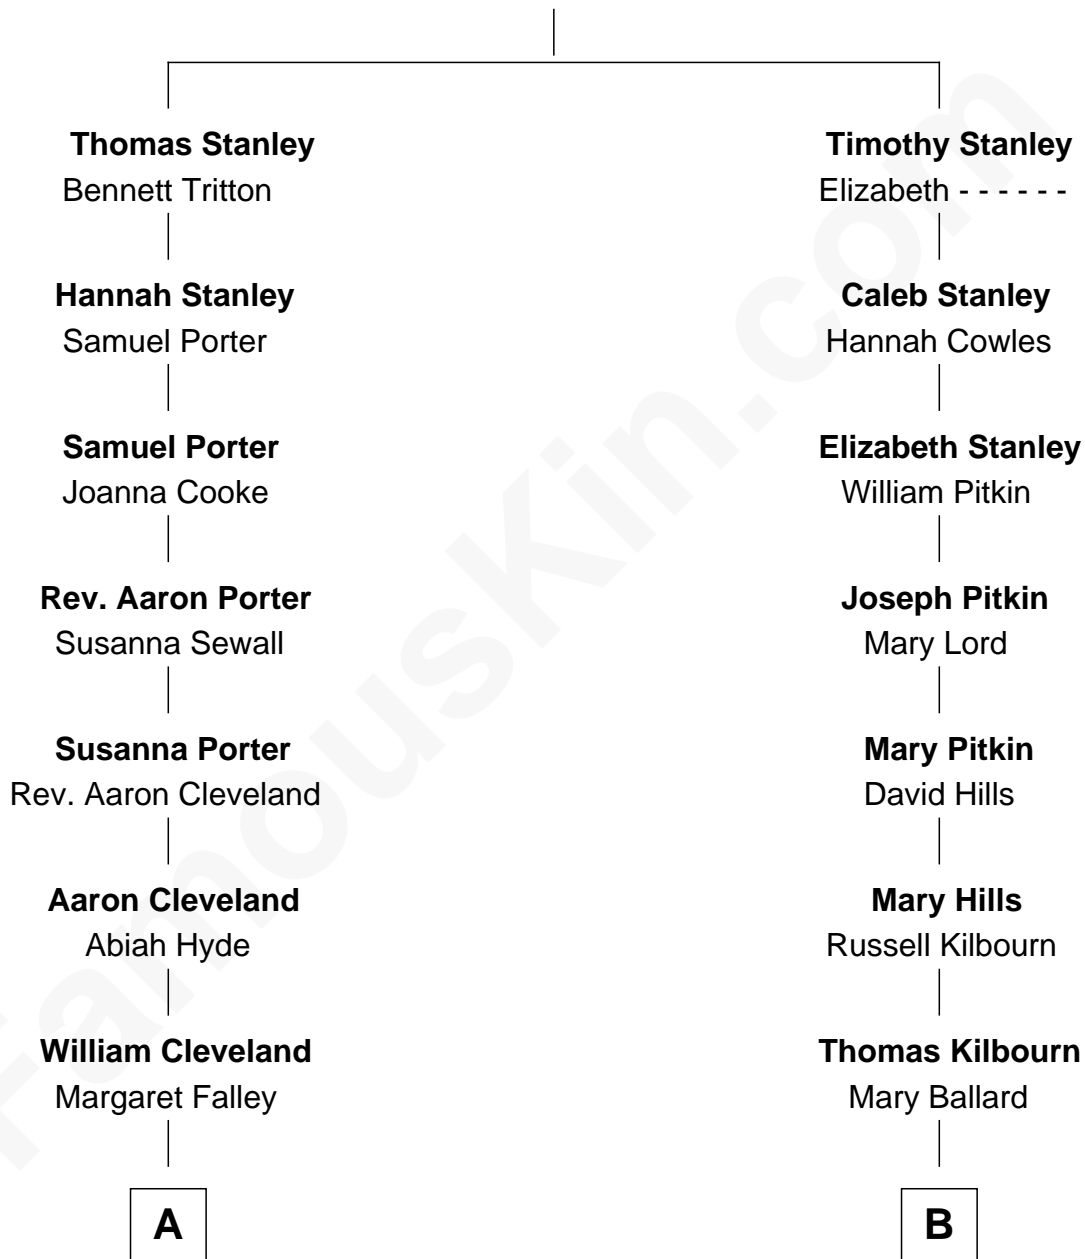 Thomas Stanley
Bennett Tritton
Hannah Stanley
Samuel Porter
Samuel Porter
Joanna Cooke
Rev. Aaron Porter
Susanna Sewall
Susanna Porter
Rev. Aaron Cleveland
Aaron Cleveland
Abiah Hyde
William Cleveland
Margaret Falley
A
Timothy Stanley
Elizabeth - - - - - -
Caleb Stanley
Hannah Cowles
Elizabeth Stanley
William Pitkin
Joseph Pitkin
Mary Lord
Mary Pitkin
David Hills
Mary Hills
Russell Kilbourn
Thomas Kilbourn
Mary Ballard
B
FamousKin.com